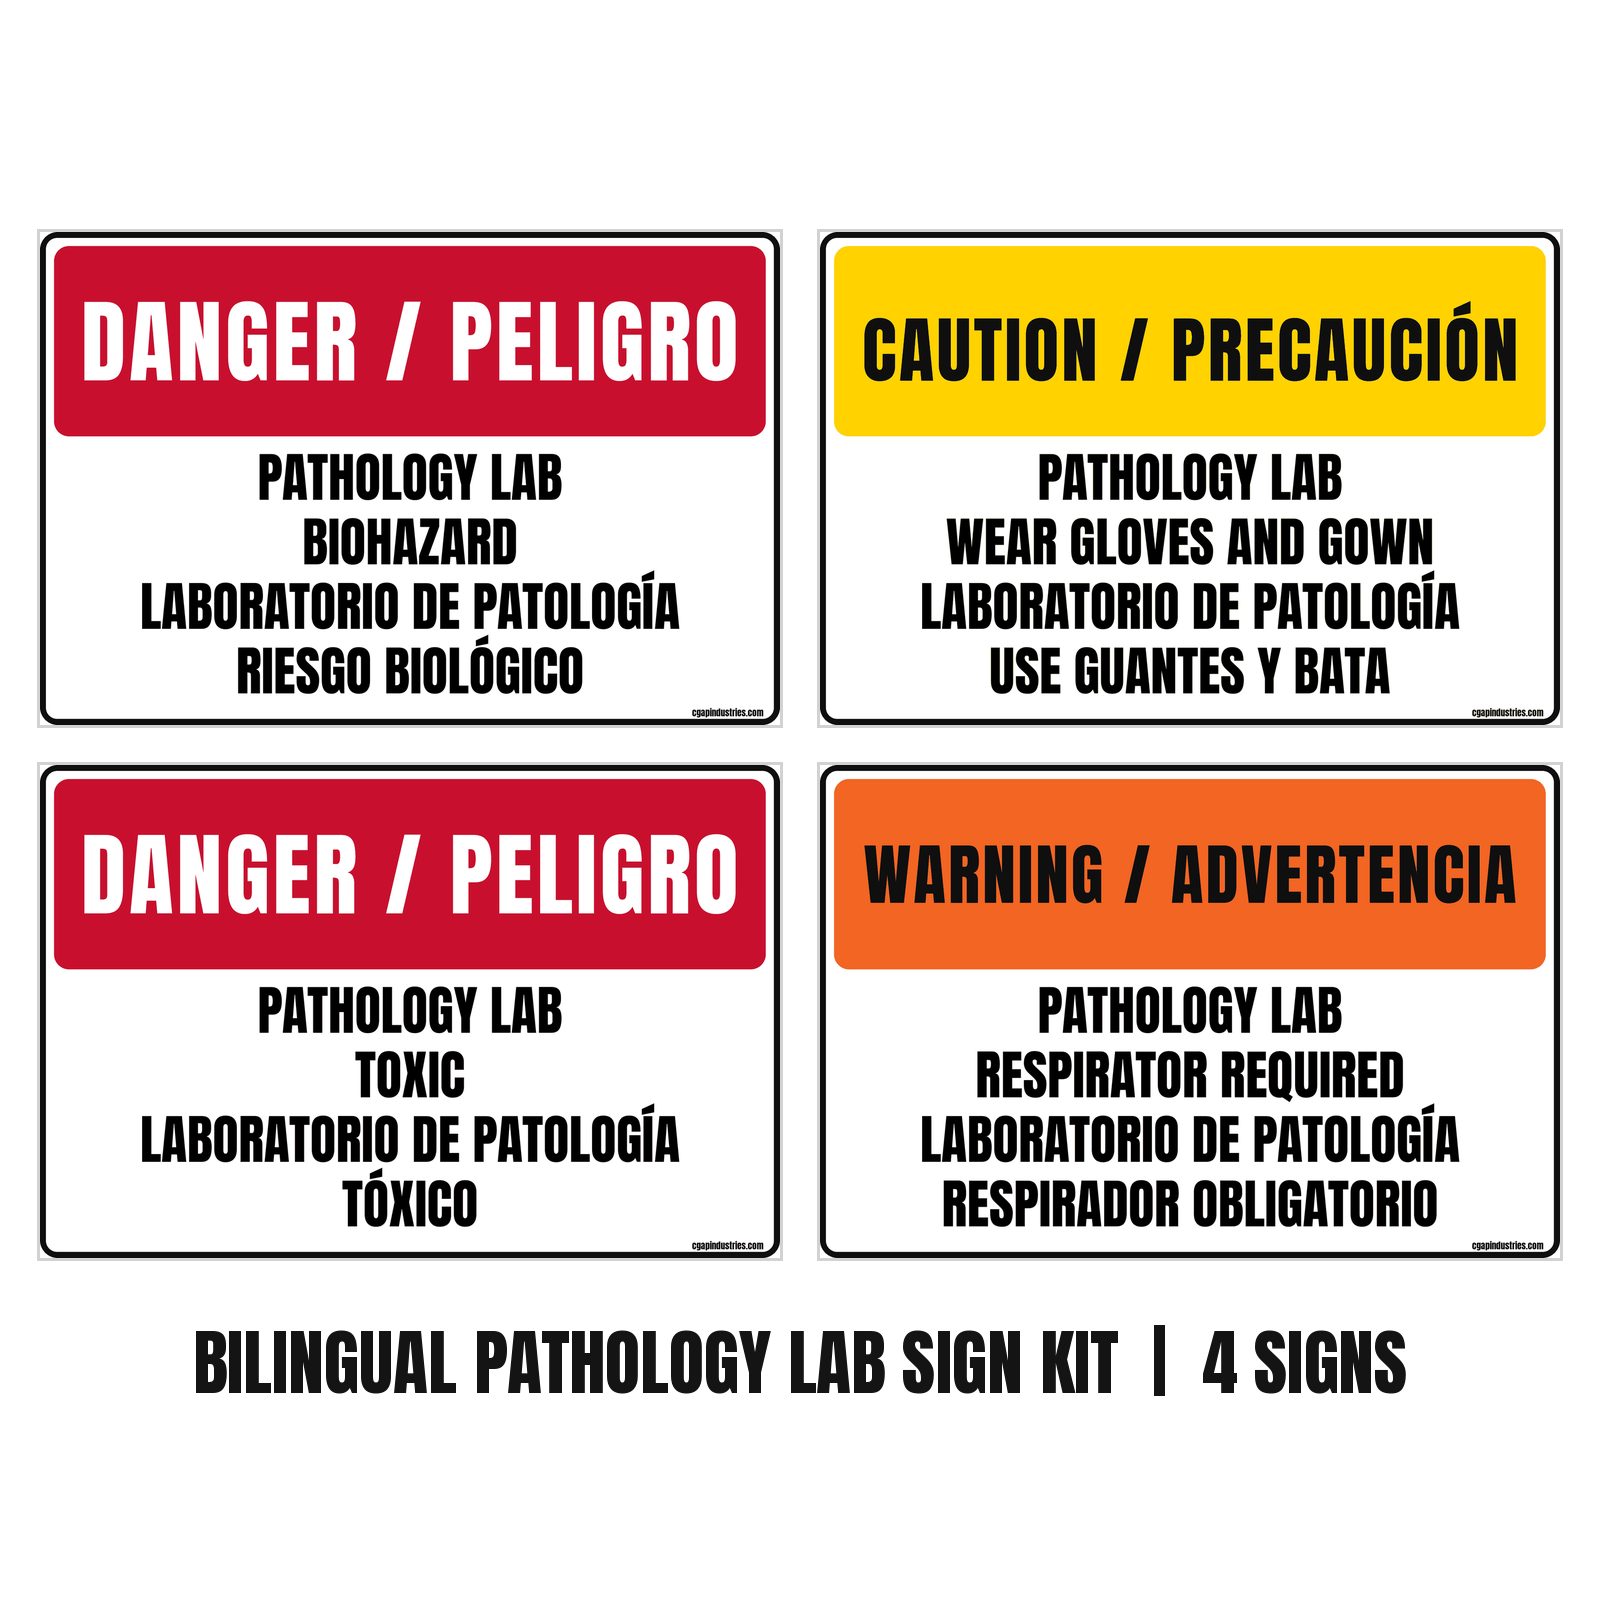 DANGER / PELIGRO
PATHOLOGY LAB
BIOHAZARD
LABORATORIO DE PATOLOGÍA
RIESGO BIOLÓGICO
cgapindustries.com
CAUTION / PRECAUCIÓN
PATHOLOGY LAB
WEAR GLOVES AND GOWN
LABORATORIO DE PATOLOGÍA
USE GUANTES Y BATA
cgapindustries.com
DANGER / PELIGRO
PATHOLOGY LAB
TOXIC
LABORATORIO DE PATOLOGÍA
TÓXICO
cgapindustries.com
WARNING / ADVERTENCIA
PATHOLOGY LAB
RESPIRATOR REQUIRED
LABORATORIO DE PATOLOGÍA
RESPIRADOR OBLIGATORIO
cgapindustries.com
BILINGUAL PATHOLOGY LAB SIGN KIT | 4 SIGNS